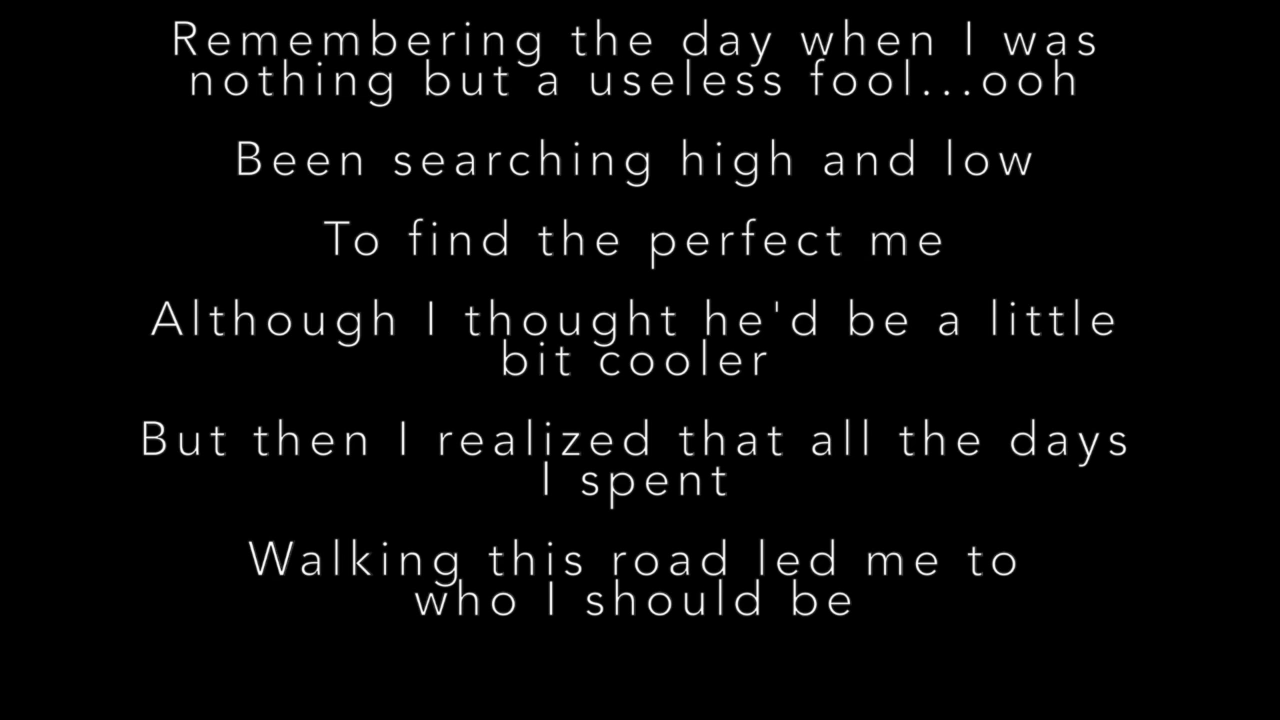 Remembering the day when I was
nothing but a useless fool...ooh
Been searching high and low
To find the perfect me
Although I thought he'd be a little
bit cooler
But then I realized that all the days
I spent
Walking this road led me to
who I should be